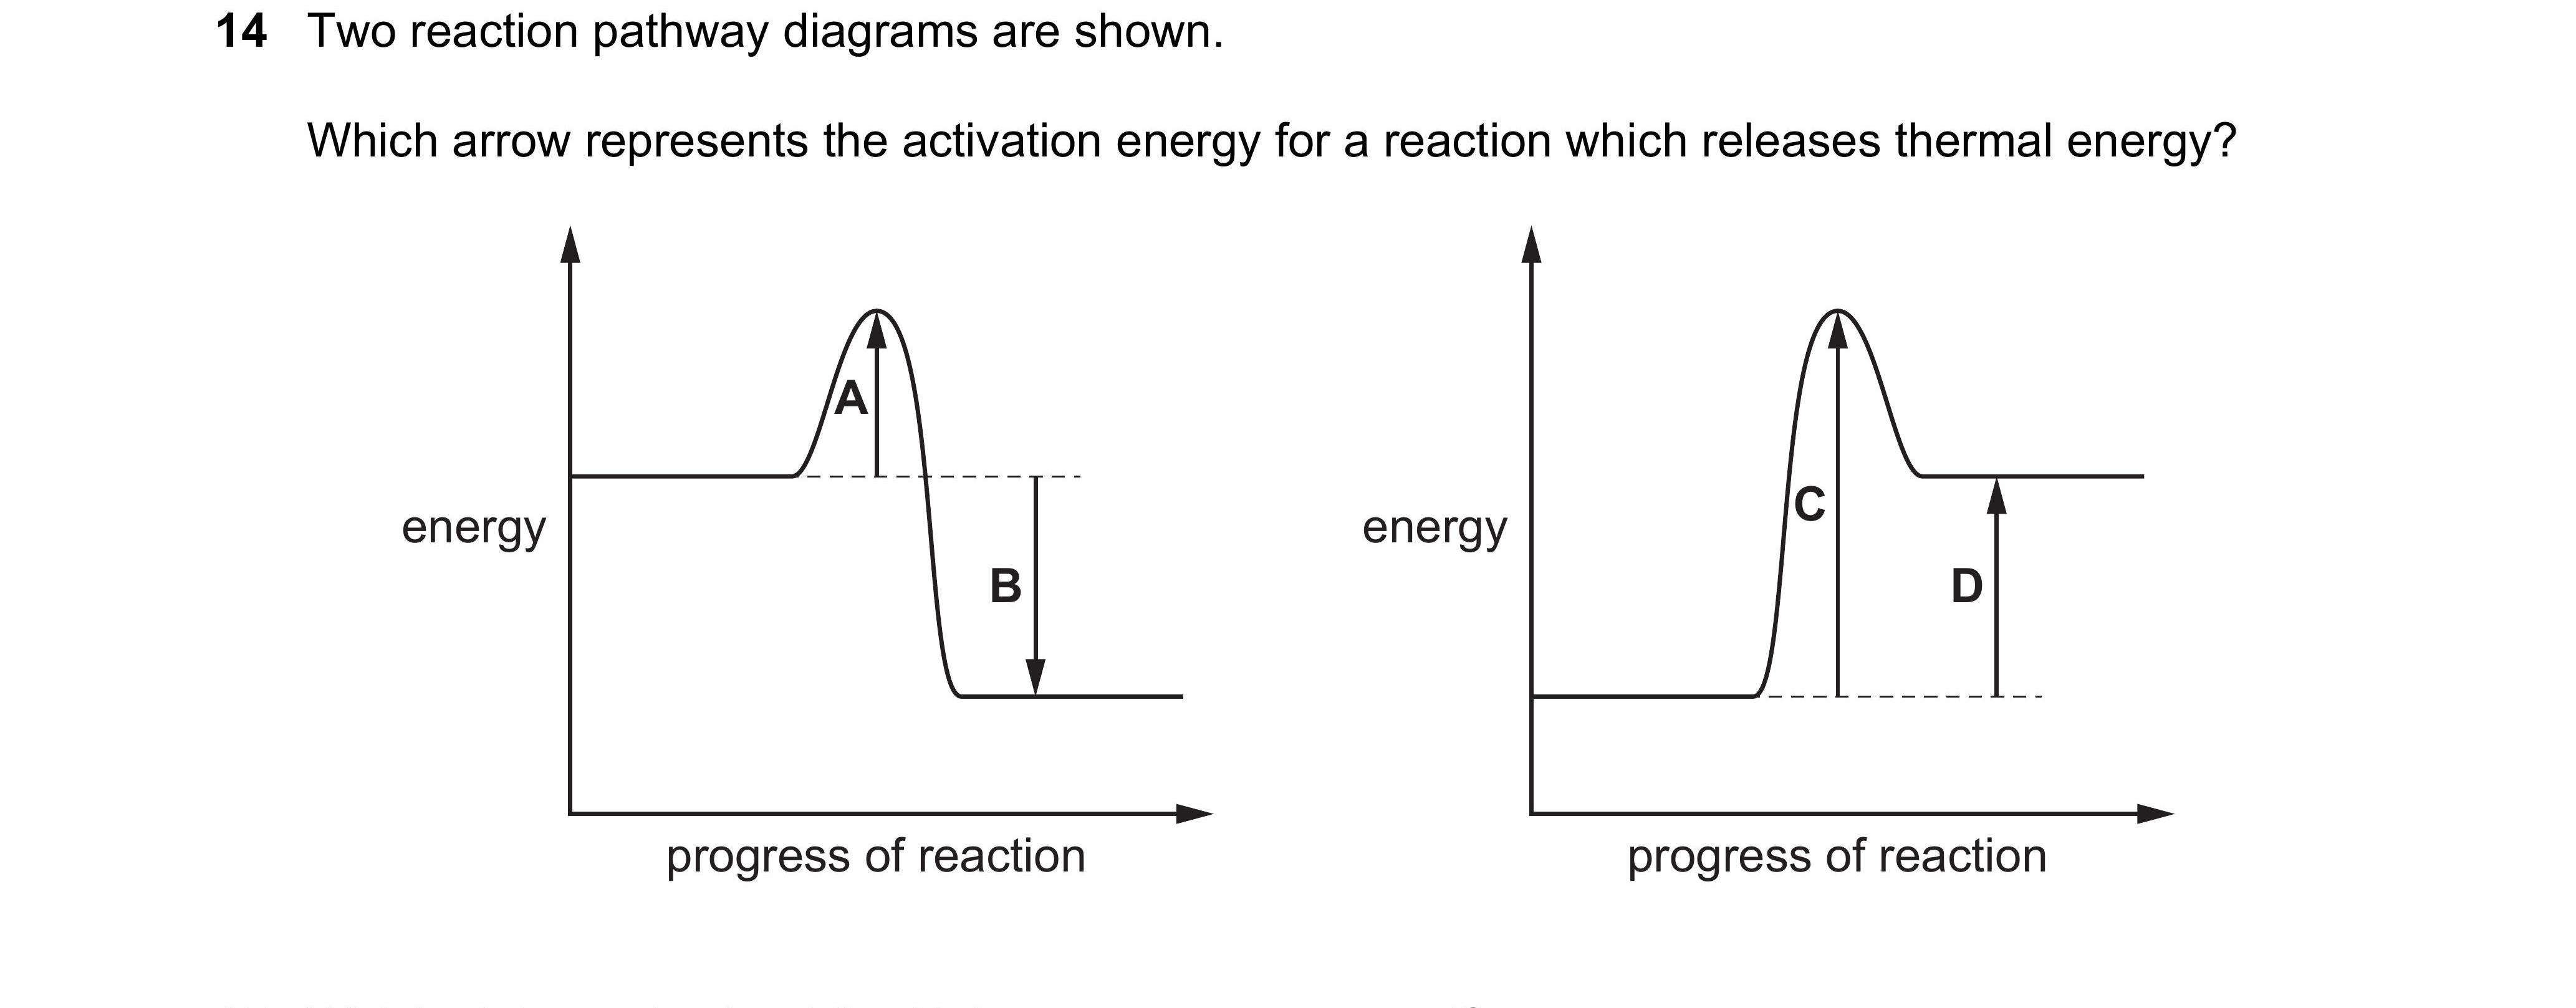 14 Two reaction pathway diagrams are shown.
Which arrow represents the activation energy for a reaction which releases thermal energy?
A
B
energy
progress of reaction
C
D
energy
progress of reaction